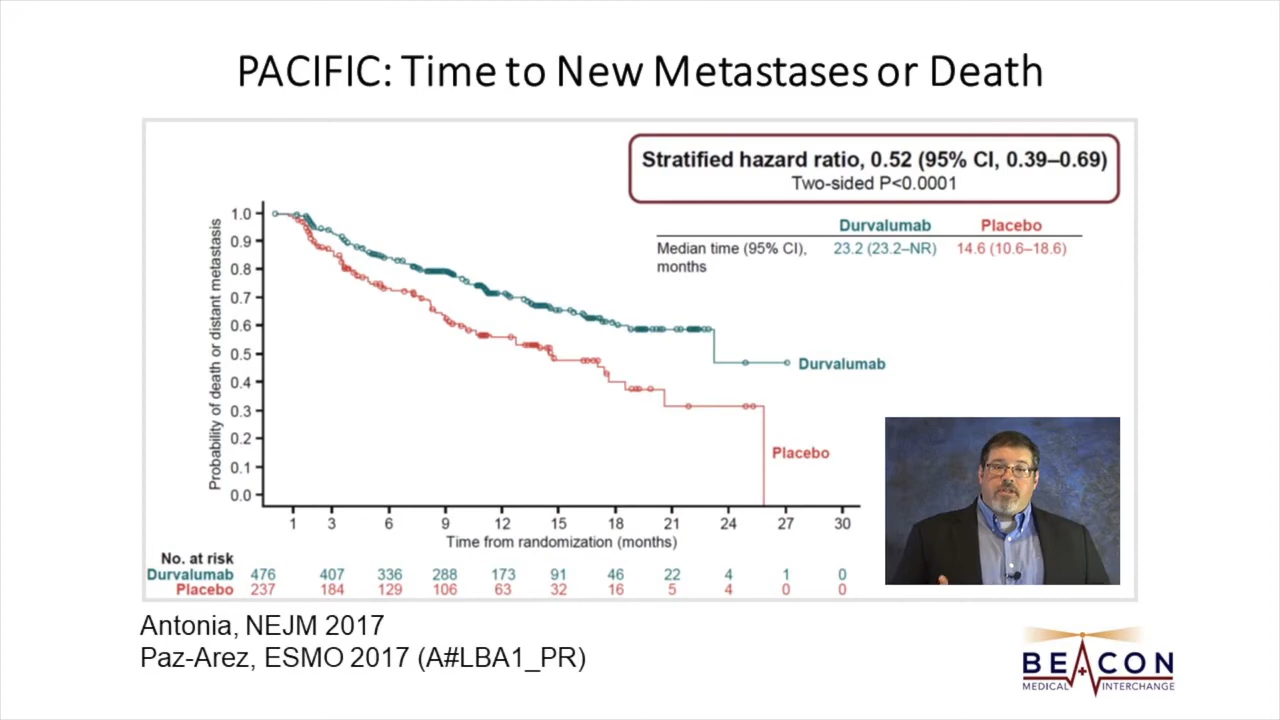 PACIFIC: Time to New Metastases or Death
Stratified hazard ratio, 0.52 (95% CI, 0.39–0.69)
Two-sided P<0.0001
Durvalumab Placebo
Median time (95% CI), 23.2 (23.2–NR) 14.6 (10.6–18.6)
months
Probability of death or distant metastasis
1.0
0.9
0.8
0.7
0.6
0.5
0.4
0.3
0.2
0.1
0.0
Durvalumab
Placebo
1 3 6 9 12 15 18 21 24 27 30
Time from randomization (months)
No. at risk
Durvalumab 476 407 336 288 173 91 46 22 4 1 0
Placebo 237 184 129 106 63 32 16 5 4 0 0
Antonia, NEJM 2017
Paz-Arez, ESMO 2017 (A#LBA1_PR)
BEACON
MEDICAL INTERCHANGE